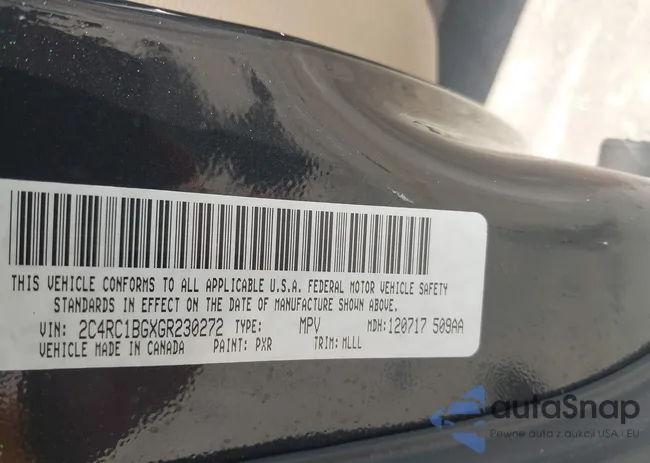 THIS VEHICLE CONFORMS TO ALL APPLICABLE U.S.A. FEDERAL MOTOR VEHICLE SAFETY
STANDARDS IN EFFECT ON THE DATE OF MANUFACTURE SHOWN ABOVE.
VIN: 2C4RC1BGXGR230272 TYPE: MPV MDH: 120717 509AA
VEHICLE MADE IN CANADA PAINT: PXR TRIM: MLLL
autaSnap
Pewne auta z aukcji USA i EU